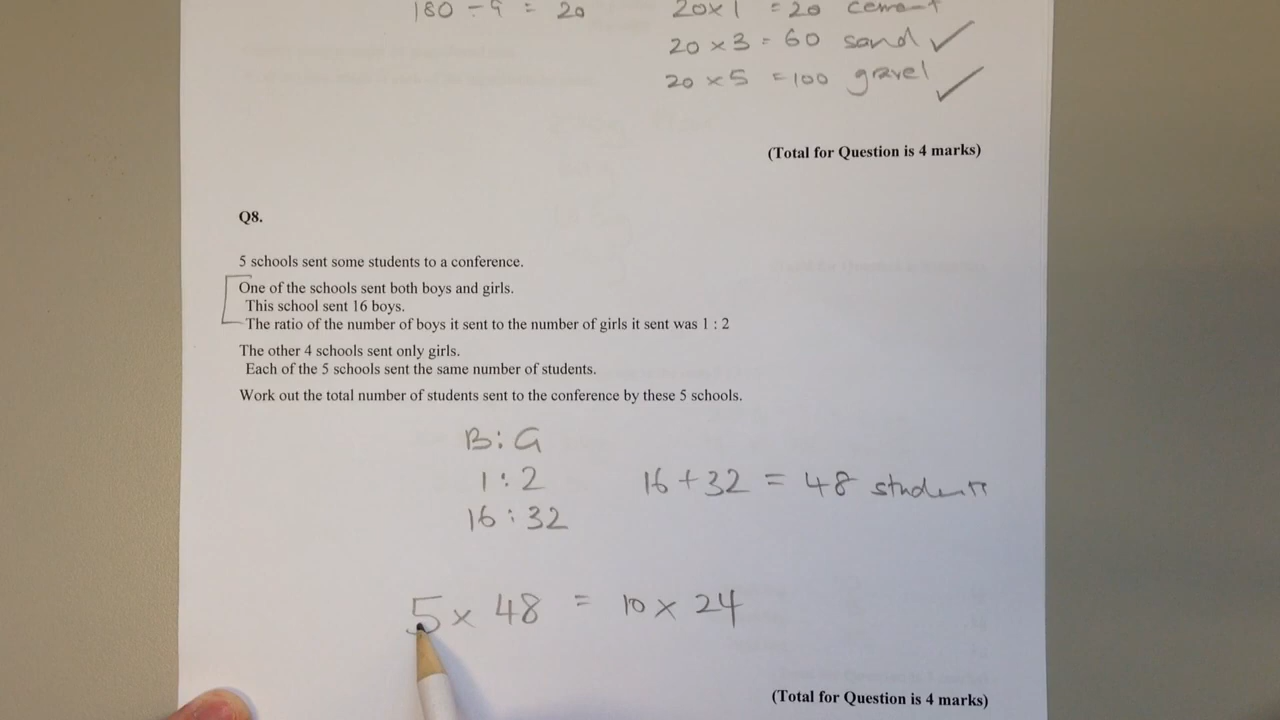 180 ÷ 9 = 20
20 x 1 = 20 cement
20 x 3 = 60 sand ✓
20 x 5 = 100 gravel ✓
(Total for Question is 4 marks)
Q8.
5 schools sent some students to a conference.
One of the schools sent both boys and girls.
This school sent 16 boys.
The ratio of the number of boys it sent to the number of girls it sent was 1 : 2
The other 4 schools sent only girls.
Each of the 5 schools sent the same number of students.
Work out the total number of students sent to the conference by these 5 schools.
B : G
1 : 2
16 + 32 = 48 students
16 : 32
5 x 48 = 10 x 24
(Total for Question is 4 marks)